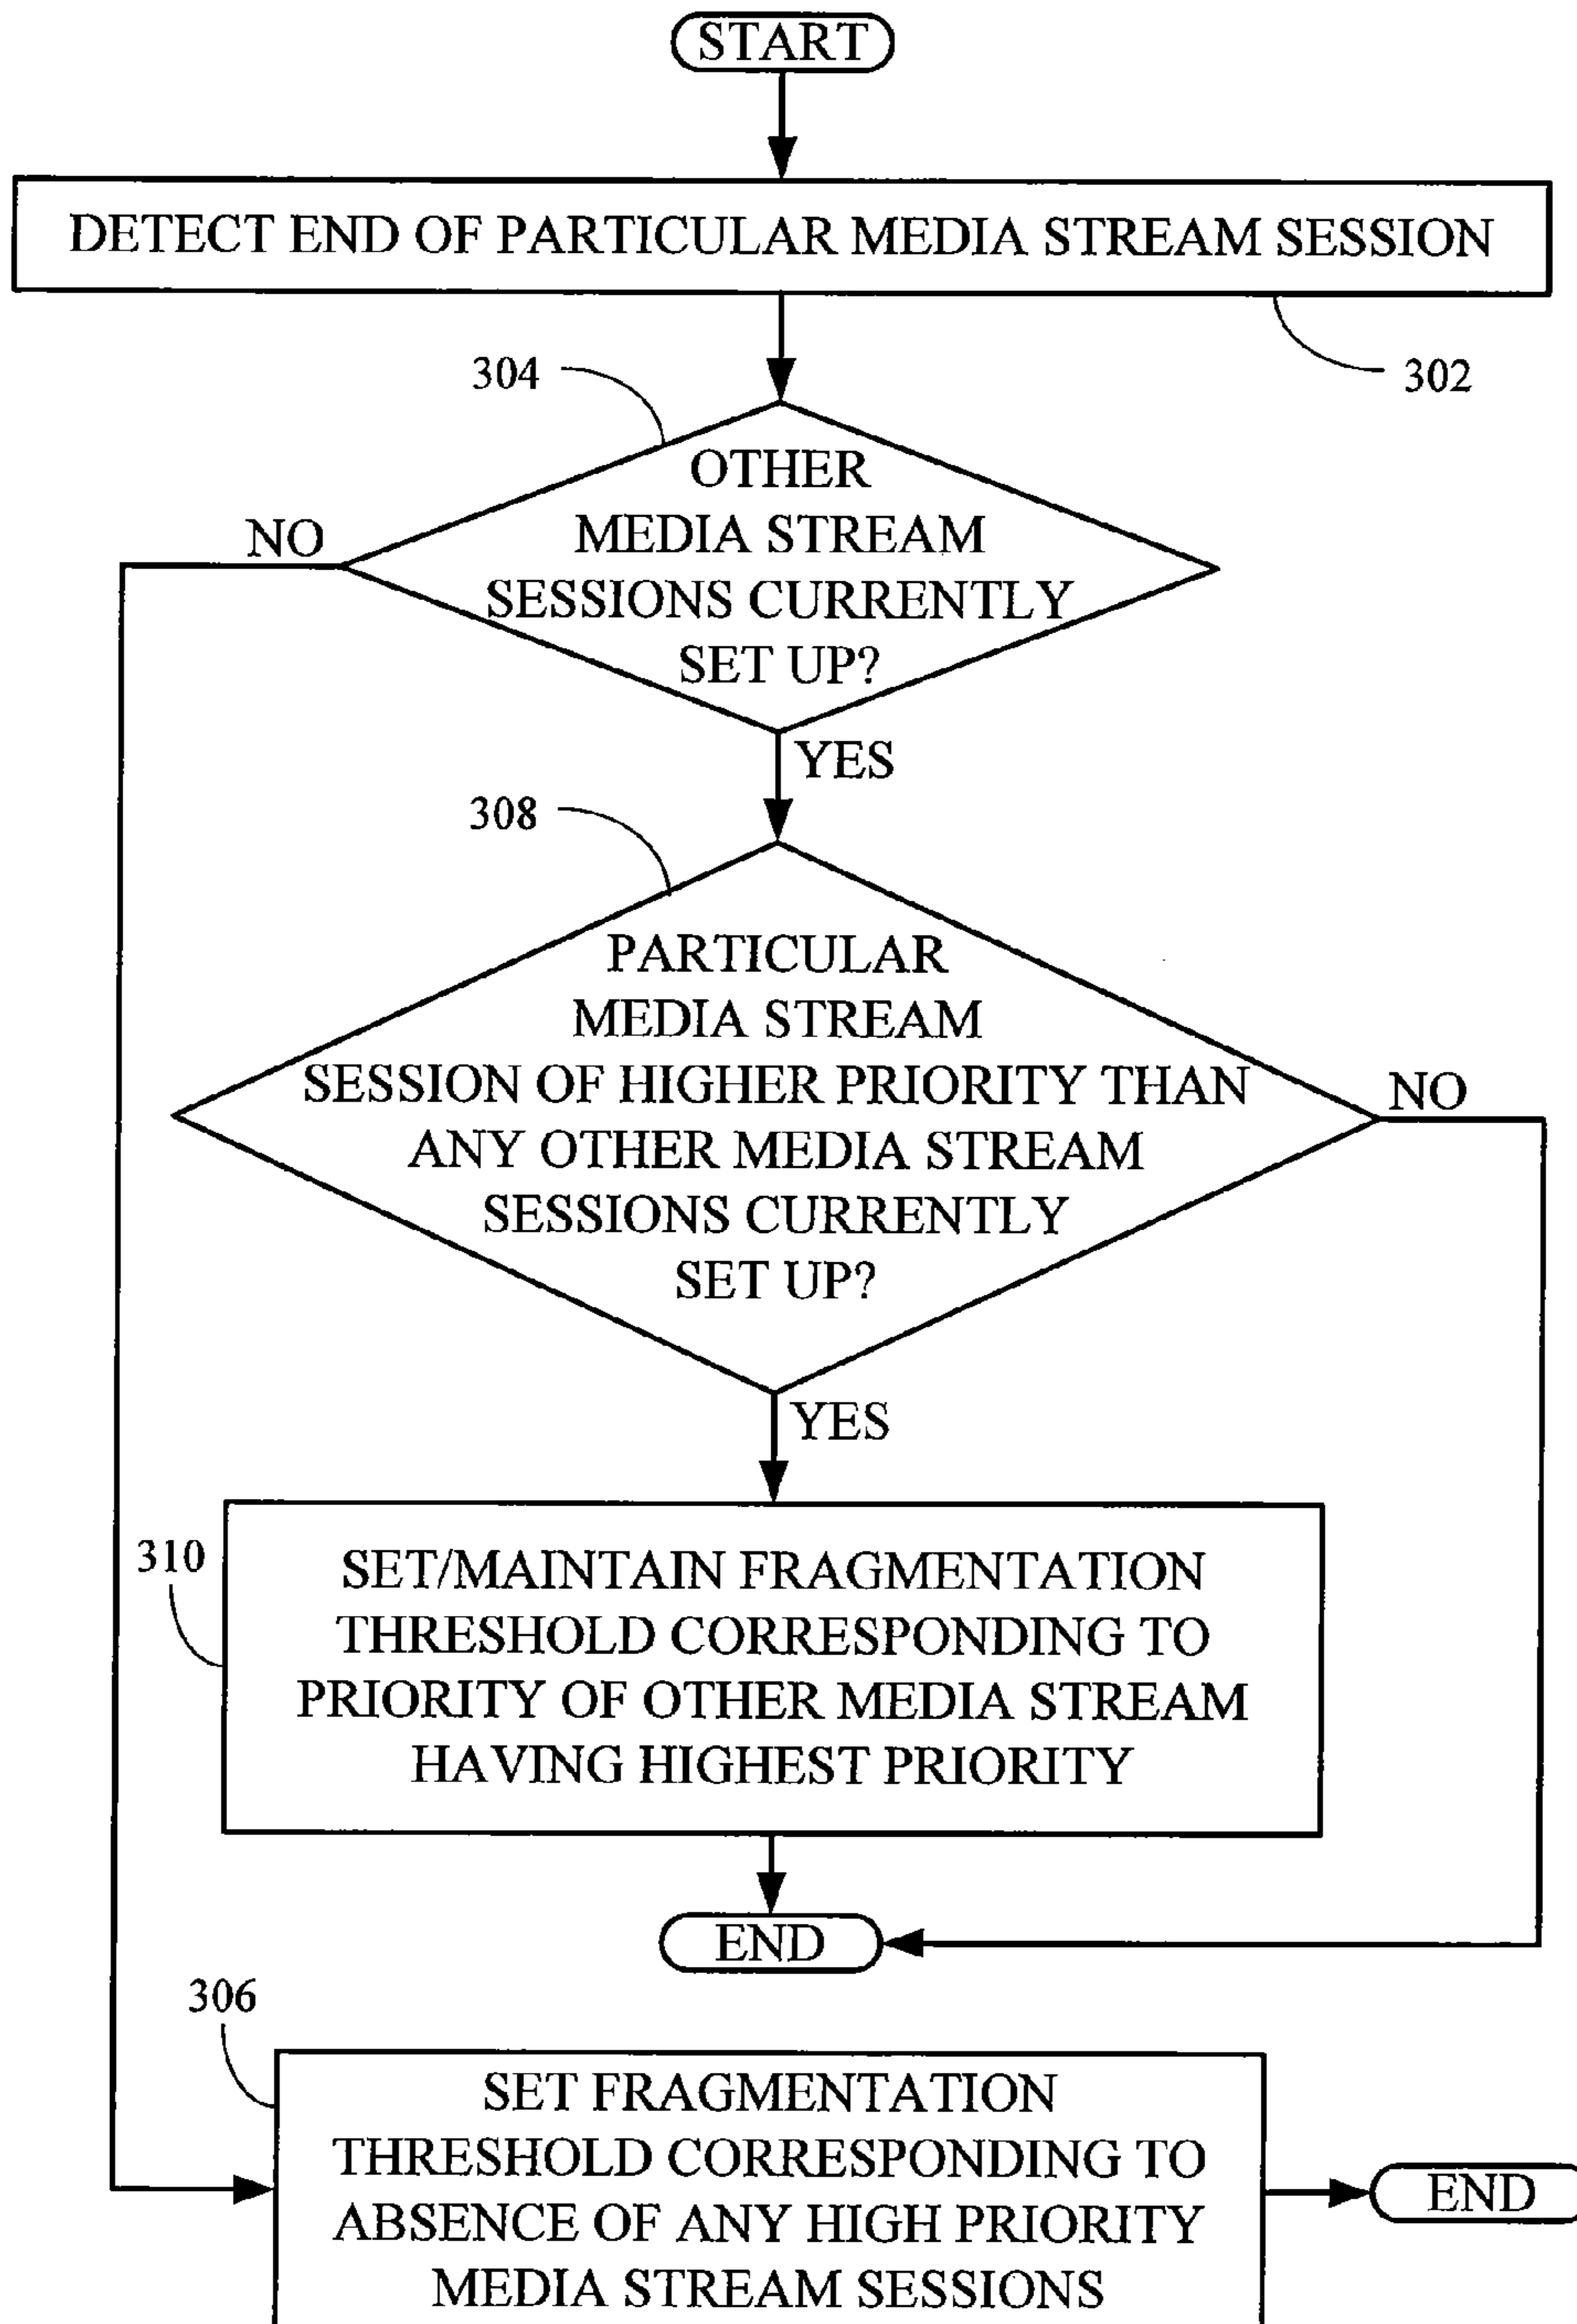 START
DETECT END OF PARTICULAR MEDIA STREAM SESSION
302
304
OTHER
MEDIA STREAM
SESSIONS CURRENTLY
SET UP?
NO
YES
308
PARTICULAR
MEDIA STREAM
SESSION OF HIGHER PRIORITY THAN
ANY OTHER MEDIA STREAM
SESSIONS CURRENTLY
SET UP?
NO
YES
310
SET/MAINTAIN FRAGMENTATION
THRESHOLD CORRESPONDING TO
PRIORITY OF OTHER MEDIA STREAM
HAVING HIGHEST PRIORITY
END
306
SET FRAGMENTATION
THRESHOLD CORRESPONDING TO
ABSENCE OF ANY HIGH PRIORITY
MEDIA STREAM SESSIONS
END